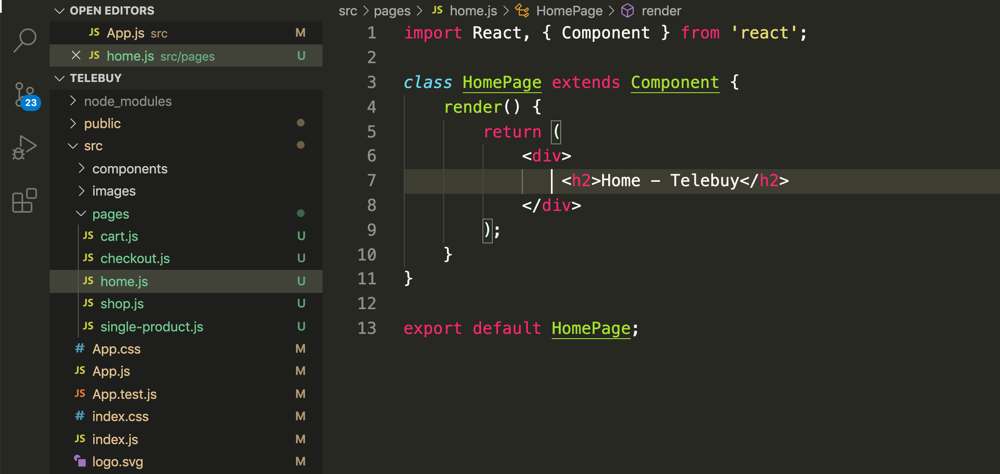 OPEN EDITORS
JS App.js src M
JS home.js src/pages U
TELEBUY
23
node_modules
public
src
components
images
pages
JS cart.js U
JS checkout.js U
JS home.js U
JS shop.js U
JS single-product.js U
# App.css M
JS App.js M
JS App.test.js M
# index.css M
JS index.js M
logo.svg M
src > pages > JS home.js > HomePage > render
1 import React, { Component } from 'react';
2
3 class HomePage extends Component {
4 render() {
5 return (
6 <div>
7 <h2>Home - Telebuy</h2>
8 </div>
9 );
10 }
11 }
12
13 export default HomePage;